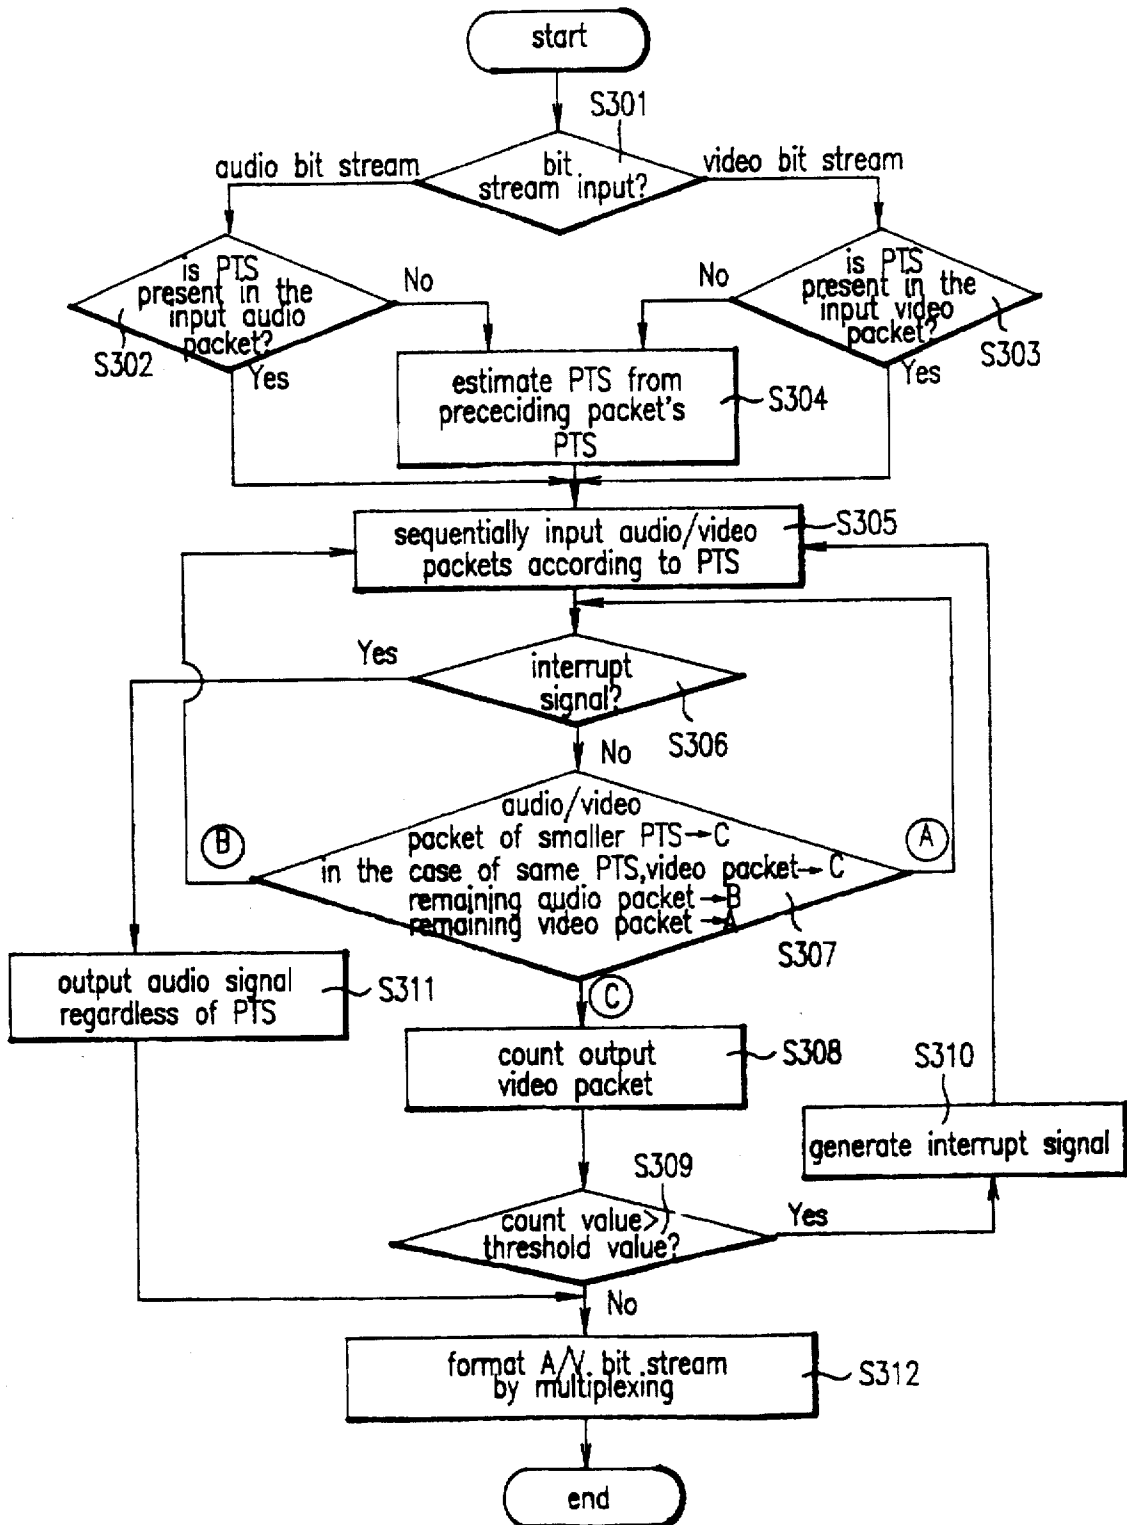 start
S301
audio bit stream
bit
stream input?
video bit stream
is PTS
present in the
input audio
packet?
S302
No
Yes
is PTS
present in the
input video
packet?
S303
No
Yes
estimate PTS from
prececiding packet's
PTS
S304
sequentially input audio/video
packets according to PTS
S305
Yes
interrupt
signal?
S306
No
audio/video
packet of smaller PTS→C
in the case of same PTS,video packet→C
remaining audio packet→B
remaining video packet→A
B
A
S307
C
output audio signal
regardless of PTS
S311
count output
video packet
S308
S310
generate interrupt signal
S309
count value>
threshold value?
Yes
No
format A/V. bit stream
by multiplexing
S312
end